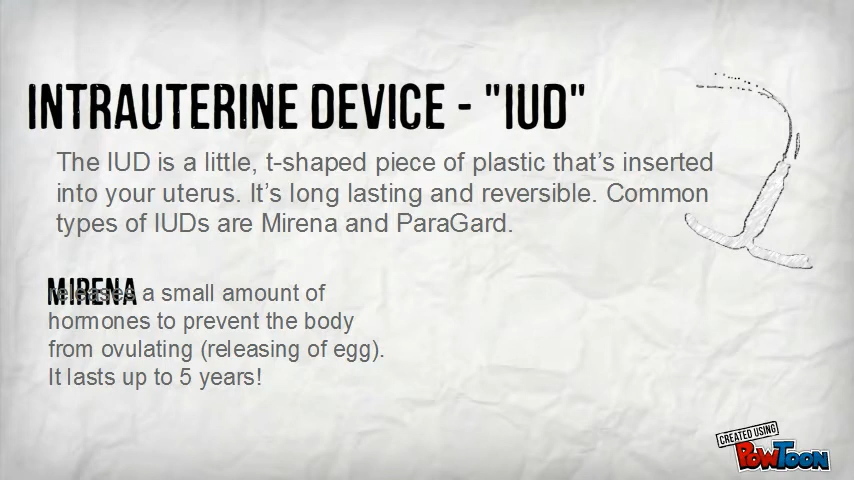 INTRAUTERINE DEVICE - "IUD"
The IUD is a little, t-shaped piece of plastic that’s inserted
into your uterus. It’s long lasting and reversible. Common
types of IUDs are Mirena and ParaGard.
MIRENA
releases a small amount of
hormones to prevent the body
from ovulating (releasing of egg).
It lasts up to 5 years!
CREATED USING
POWTOON